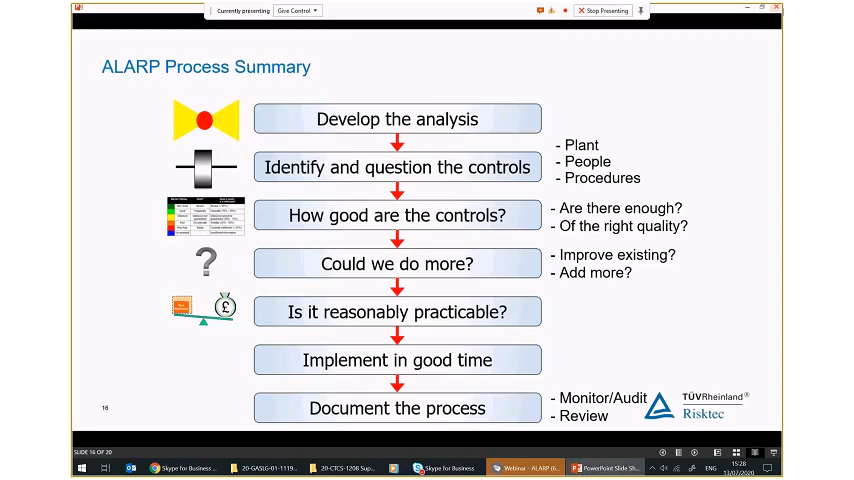 Currently presenting
Give Control
Stop Presenting
ALARP Process Summary
Develop the analysis
Identify and question the controls
- Plant
- People
- Procedures
How good are the controls?
- Are there enough?
- Of the right quality?
Could we do more?
- Improve existing?
- Add more?
?
Is it reasonably practicable?
£
Implement in good time
Document the process
- Monitor/Audit
- Review
TÜVRheinland®
Risktec
16
SLIDE 16 OF 20
Skype for Business ...
20-GASLG-01-1119...
20-CTCS-1208 Sup...
Skype for Business
Webinar - ALARP (6...
PowerPoint Slide Sh...
ENG
15:28
13/07/2020